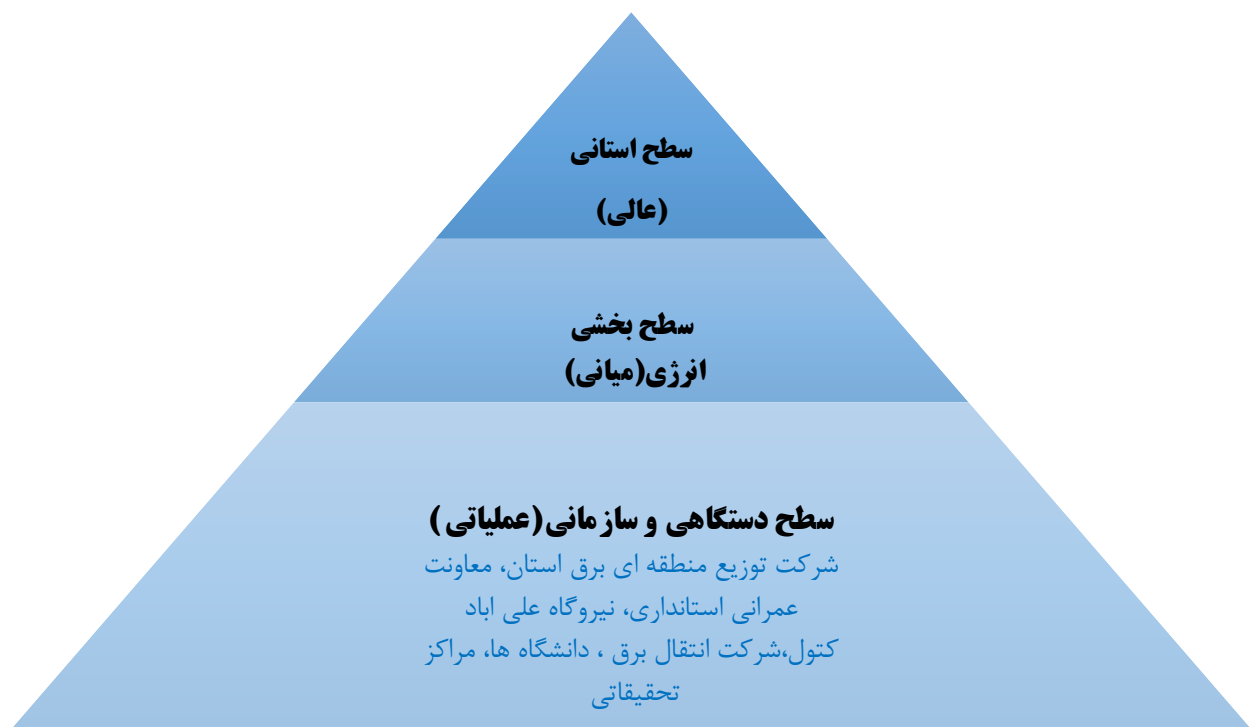 سطح استانی
(عالی)
سطح بخشی
انرژی(میانی)
سطح دستگاهی و سازمانی(عملیاتی )
شرکت توزیع منطقه ای برق استان، معاونت
عمرانی استانداری، نیروگاه علی اباد
کتول،شرکت انتقال برق ، دانشگاه ها، مراکز
تحقیقاتی